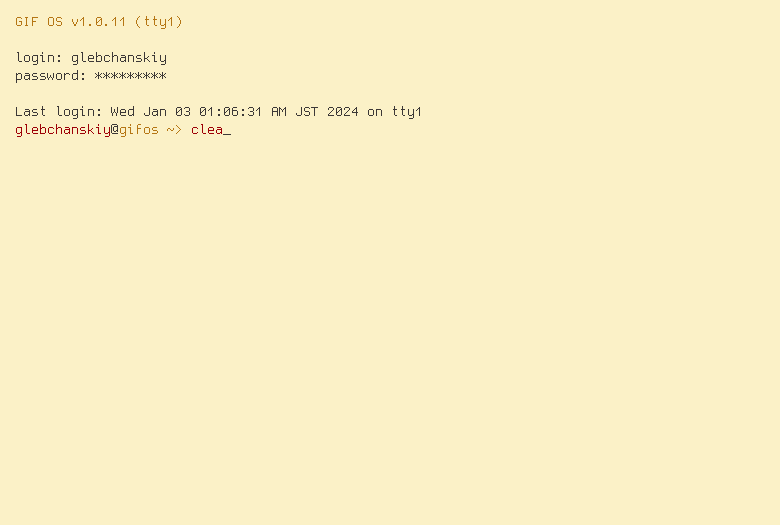 GIF OS v1.0.11 (tty1)
login: glebchanskiy
password: *********
Last login: Wed Jan 03 01:06:31 AM JST 2024 on tty1
glebchanskiy@gifos ~> clea_